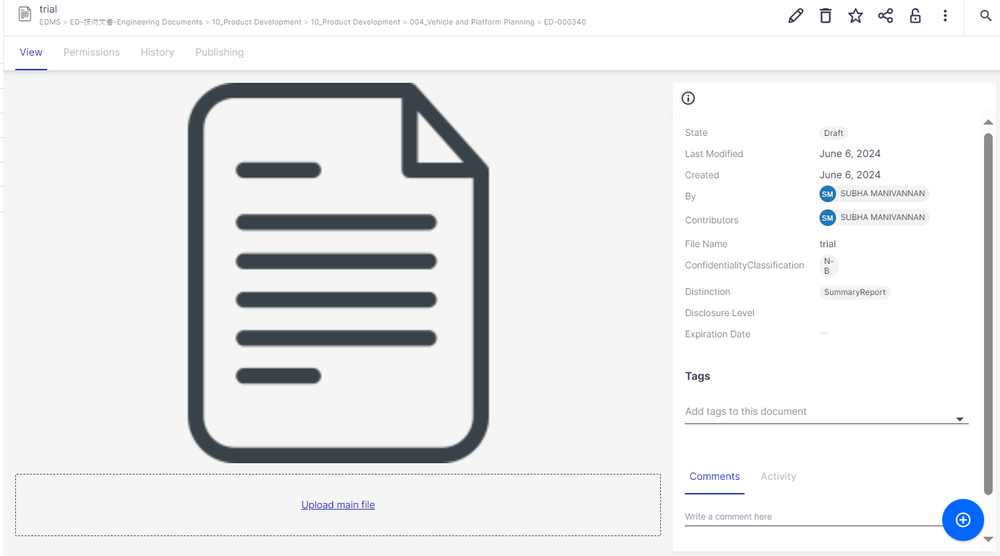 trial
EDMS > ED-技術文書-Engineering Documents > 10_Product Development > 10_Product Development > 004_Vehicle and Platform Planning > ED-000340
View Permissions History Publishing
State Draft
Last Modified June 6, 2024
Created June 6, 2024
By SM SUBHA MANIVANNAN
Contributors SM SUBHA MANIVANNAN
File Name trial
ConfidentialityClassification N-
B
Distinction SummaryReport
Disclosure Level
Expiration Date
Tags
Add tags to this document
Comments Activity
Upload main file
Write a comment here